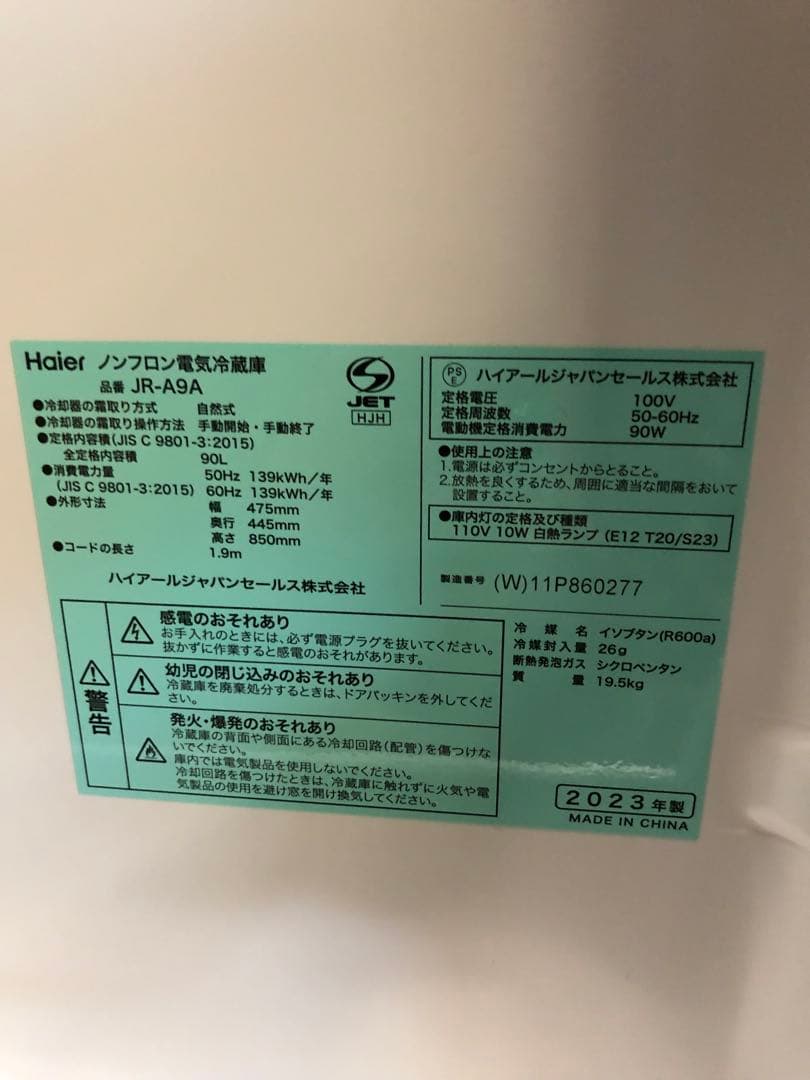 Haier ノンフロン電気冷蔵庫
品番 JR-A9A
●冷却器の霜取り方式 自然式
●冷却器の霜取り操作方法 手動開始・手動終了
●定格内容積(JIS C 9801-3:2015)
全定格内容積 90L
●消費電力量 50Hz 139kWh/年
(JIS C 9801-3:2015) 60Hz 139kWh/年
●外形寸法 幅 475mm
奥行 445mm
高さ 850mm
●コードの長さ 1.9m
ハイアールジャパンセールス株式会社
JET
HJH
PS
E
ハイアールジャパンセールス株式会社
定格電圧 100V
定格周波数 50-60Hz
電動機定格消費電力 90W
●使用上の注意
1.電源は必ずコンセントからとること。
2.放熱を良くするため、周囲に適当な間隔をおいて
設置すること。
●庫内灯の定格及び種類
110V 10W 白熱ランプ (E12 T20/S23)
製造番号 (W)11P860277
警告
感電のおそれあり
お手入れのときには、必ず電源プラグを抜いてください。
抜かずに作業すると感電のおそれがあります。
幼児の閉じ込みのおそれあり
冷蔵庫を廃棄処分するときは、ドアパッキンを外してくだ
さい。
発火・爆発のおそれあり
冷蔵庫の背面や側面にある冷却回路(配管)を傷つけな
いでください。
庫内では電気製品を使用しないでください。
冷却回路を傷つけたときは、冷蔵庫に触れずに火気や電
気製品の使用を避け窓を開け換気してください。
冷媒名 イソブタン(R600a)
冷媒封入量 26g
断熱発泡ガス シクロペンタン
質量 19.5kg
2023年製
MADE IN CHINA